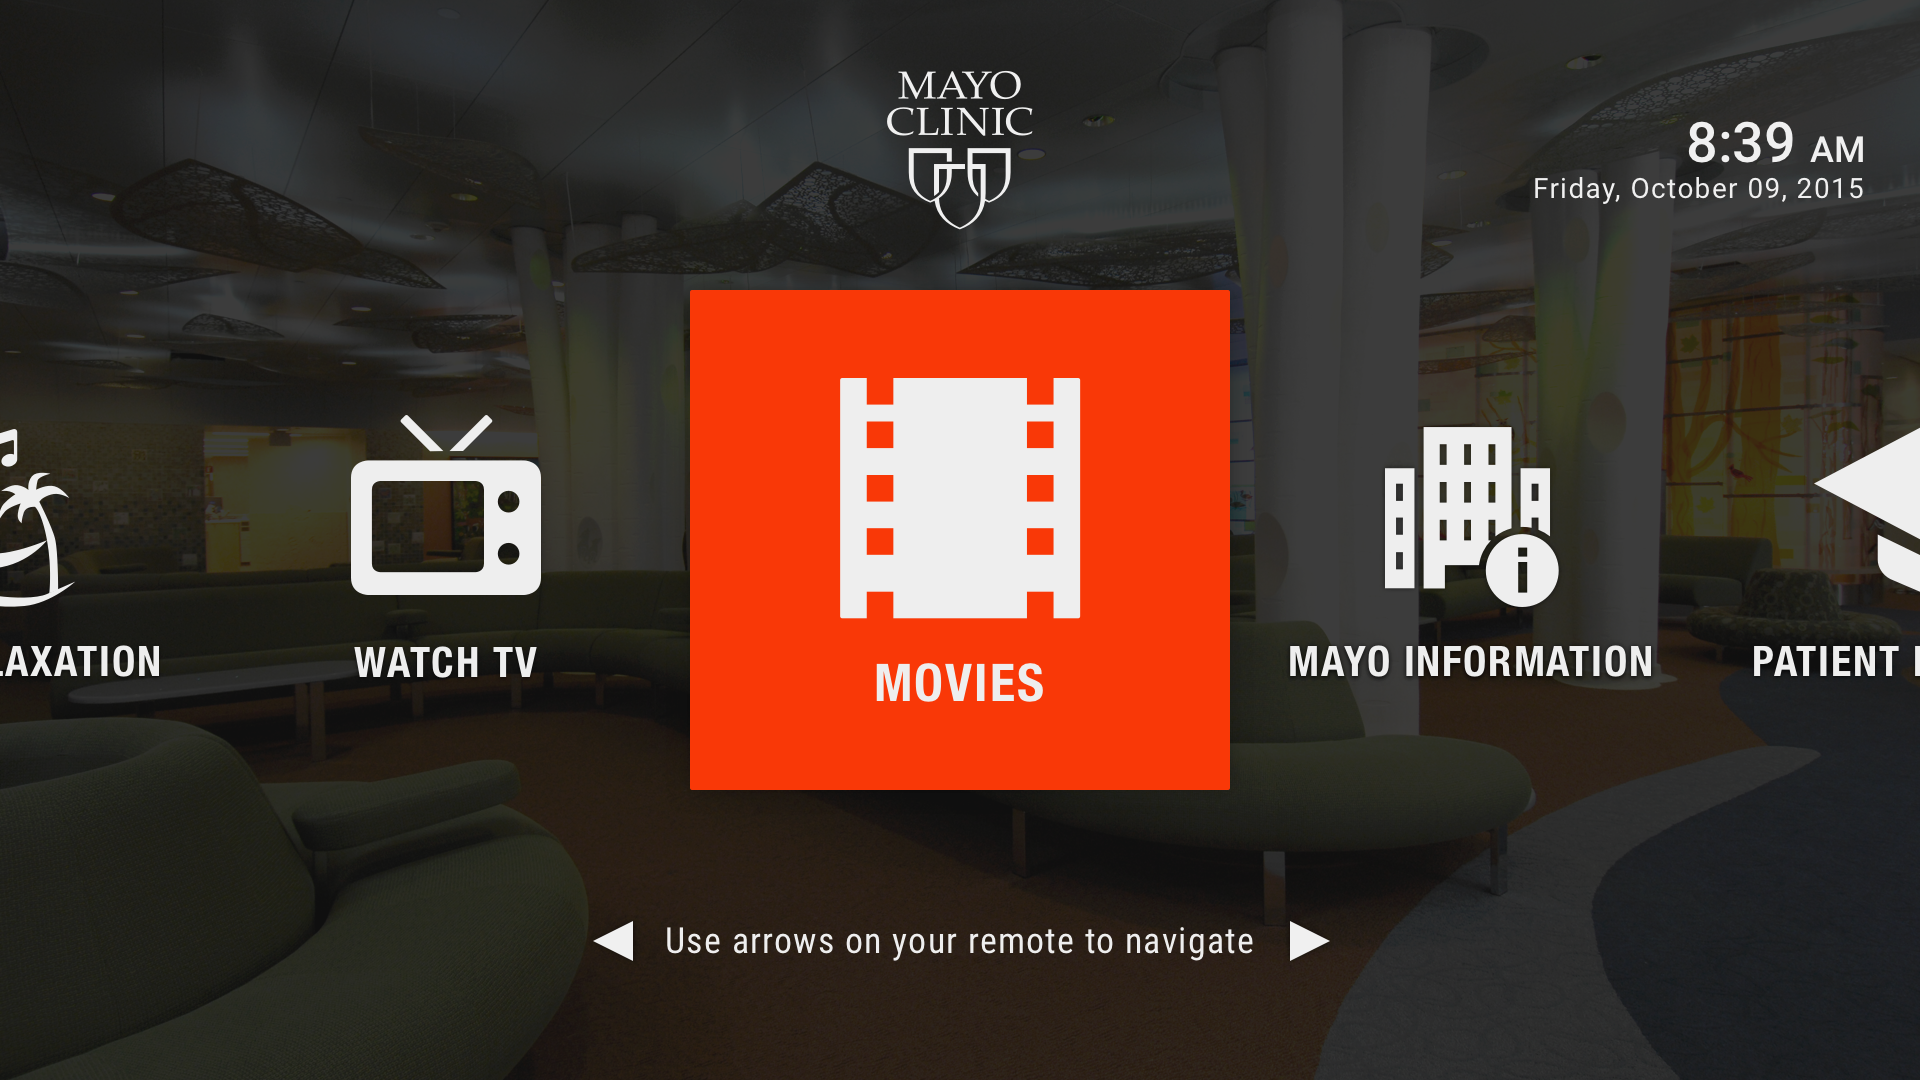 MAYO
CLINIC
8:39 AM
Friday, October 09, 2015
LAXATION
WATCH TV
MOVIES
MAYO INFORMATION
PATIENT
Use arrows on your remote to navigate